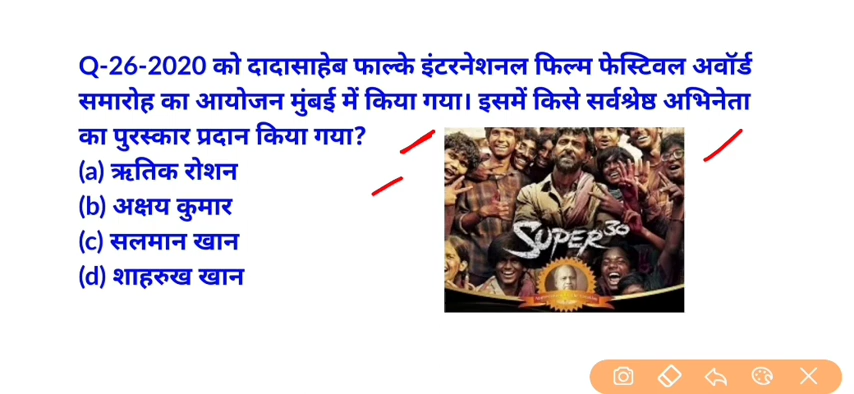 Q-26-2020 को दादासाहेब फाल्के इंटरनेशनल फिल्म फेस्टिवल अवॉर्ड
समारोह का आयोजन मुंबई में किया गया। इसमें किसे सर्वश्रेष्ठ अभिनेता
का पुरस्कार प्रदान किया गया?
(a) ऋतिक रोशन
(b) अक्षय कुमार
(c) सलमान खान
(d) शाहरुख खान
SUPER 30